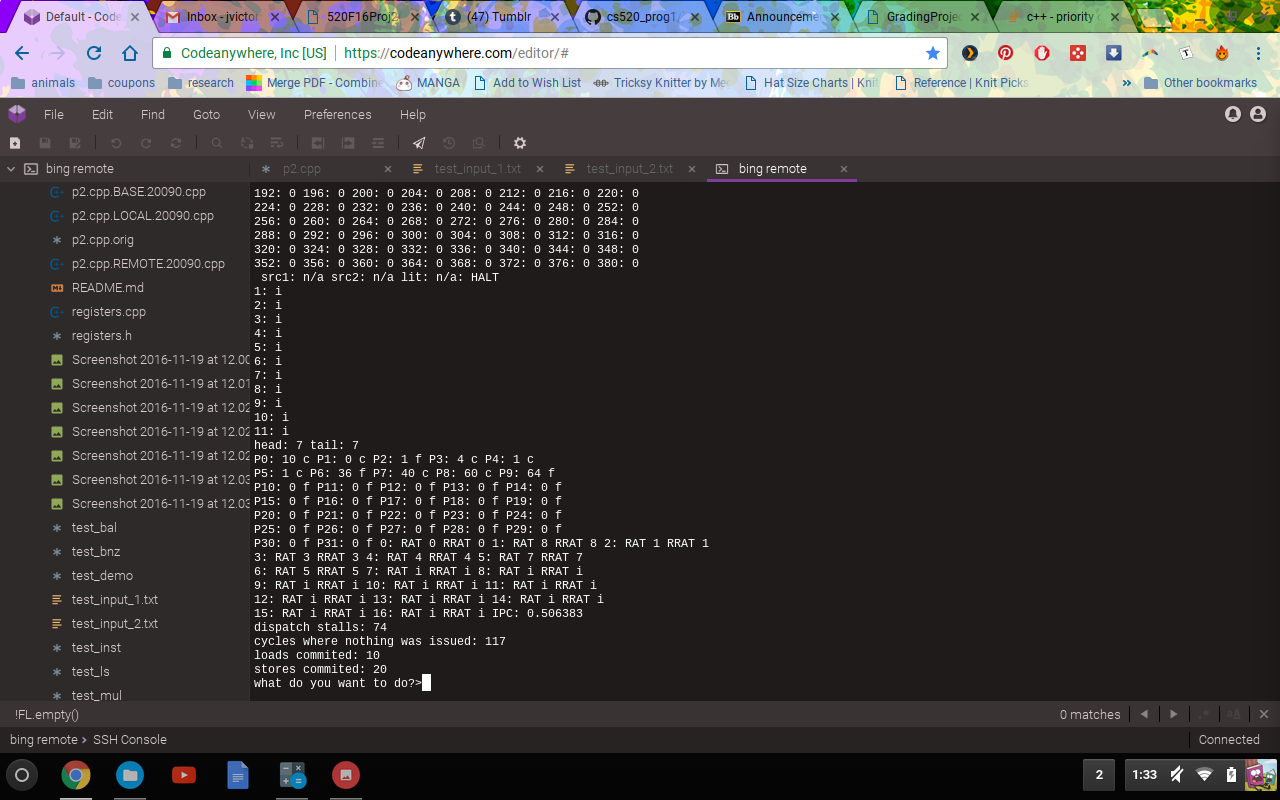 Default - Code
Inbox - jvictor
520F16Proj2
(47) Tumblr
cs520_prog1
Announcemen
GradingProje
c++ - priority
Codeanywhere, Inc [US] https://codeanywhere.com/editor/#
animals coupons research Merge PDF - Combin MANGA Add to Wish List Tricksy Knitter by Me Hat Size Charts | Knit Reference | Knit Picks » Other bookmarks
File Edit Find Goto View Preferences Help
bing remote
p2.cpp test_input_1.txt test_input_2.txt bing remote
p2.cpp.BASE.20090.cpp
p2.cpp.LOCAL.20090.cpp
p2.cpp.orig
p2.cpp.REMOTE.20090.cpp
README.md
registers.cpp
registers.h
Screenshot 2016-11-19 at 12.00
Screenshot 2016-11-19 at 12.01
Screenshot 2016-11-19 at 12.02
Screenshot 2016-11-19 at 12.02
Screenshot 2016-11-19 at 12.02
Screenshot 2016-11-19 at 12.03
Screenshot 2016-11-19 at 12.03
test_bal
test_bnz
test_demo
test_input_1.txt
test_input_2.txt
test_inst
test_ls
test_mul
192: 0 196: 0 200: 0 204: 0 208: 0 212: 0 216: 0 220: 0
224: 0 228: 0 232: 0 236: 0 240: 0 244: 0 248: 0 252: 0
256: 0 260: 0 264: 0 268: 0 272: 0 276: 0 280: 0 284: 0
288: 0 292: 0 296: 0 300: 0 304: 0 308: 0 312: 0 316: 0
320: 0 324: 0 328: 0 332: 0 336: 0 340: 0 344: 0 348: 0
352: 0 356: 0 360: 0 364: 0 368: 0 372: 0 376: 0 380: 0
src1: n/a src2: n/a lit: n/a: HALT
1: i
2: i
3: i
4: i
5: i
6: i
7: i
8: i
9: i
10: i
11: i
head: 7 tail: 7
P0: 10 c P1: 0 c P2: 1 f P3: 4 c P4: 1 c
P5: 1 c P6: 36 f P7: 40 c P8: 60 c P9: 64 f
P10: 0 f P11: 0 f P12: 0 f P13: 0 f P14: 0 f
P15: 0 f P16: 0 f P17: 0 f P18: 0 f P19: 0 f
P20: 0 f P21: 0 f P22: 0 f P23: 0 f P24: 0 f
P25: 0 f P26: 0 f P27: 0 f P28: 0 f P29: 0 f
P30: 0 f P31: 0 f 0: RAT 0 RRAT 0 1: RAT 8 RRAT 8 2: RAT 1 RRAT 1
3: RAT 3 RRAT 3 4: RAT 4 RRAT 4 5: RAT 7 RRAT 7
6: RAT 5 RRAT 5 7: RAT i RRAT i 8: RAT i RRAT i
9: RAT i RRAT i 10: RAT i RRAT i 11: RAT i RRAT i
12: RAT i RRAT i 13: RAT i RRAT i 14: RAT i RRAT i
15: RAT i RRAT i 16: RAT i RRAT i IPC: 0.506383
dispatch stalls: 74
cycles where nothing was issued: 117
loads commited: 10
stores commited: 20
what do you want to do?>
!FL.empty() 0 matches
bing remote › SSH Console Connected
2 1:33